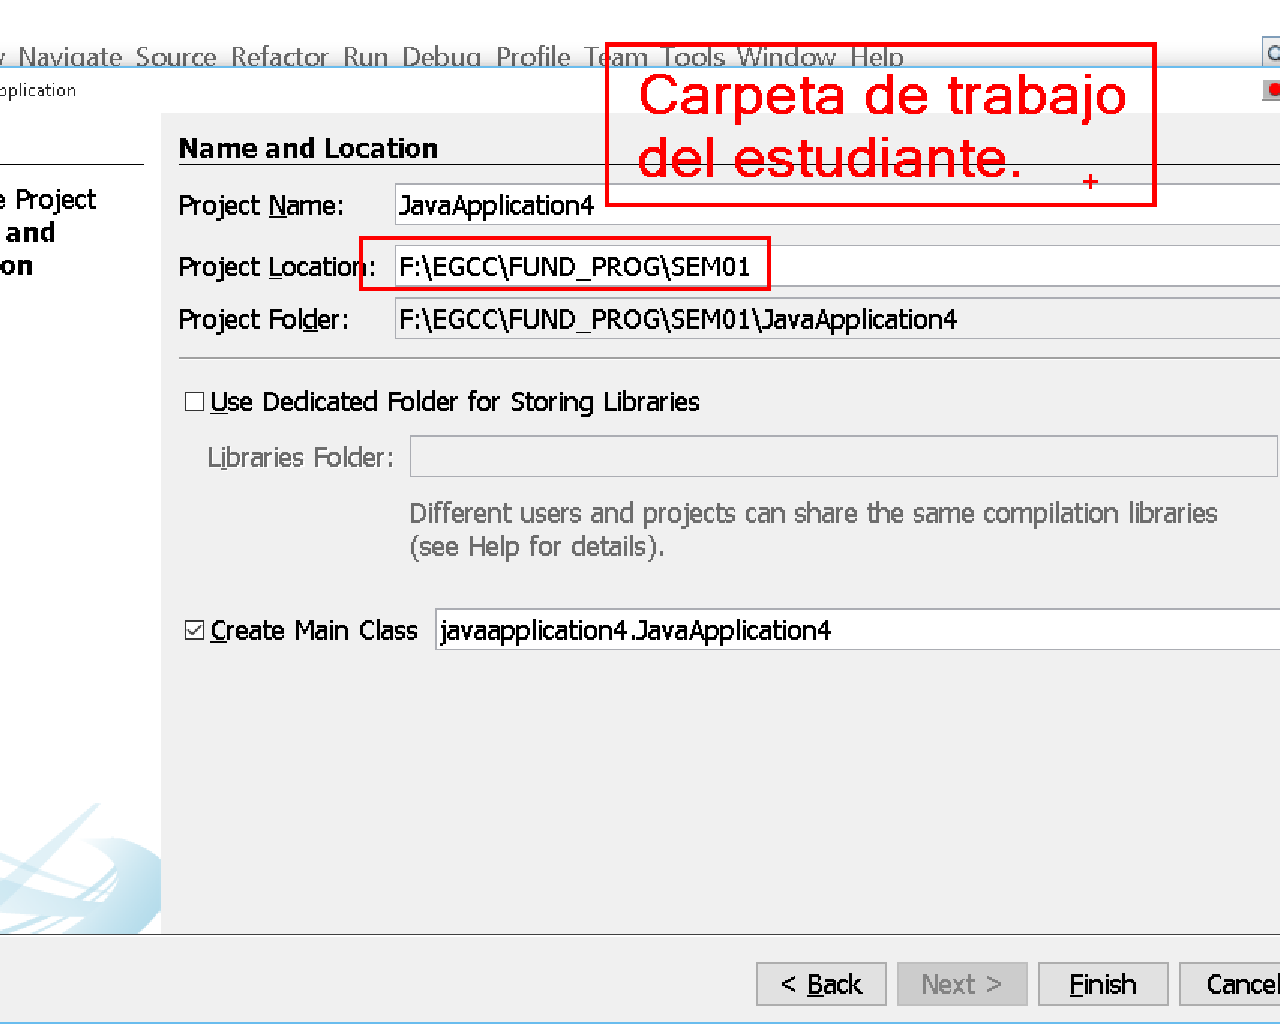 Navigate Source Refactor Run Debug Profile Team Tools Window Help
pplication
Carpeta de trabajo
del estudiante.
Name and Location
e Project
and
on
Project Name: JavaApplication4
Project Location: F:\EGCC\FUND_PROG\SEM01
Project Folder: F:\EGCC\FUND_PROG\SEM01\JavaApplication4
Use Dedicated Folder for Storing Libraries
Libraries Folder:
Different users and projects can share the same compilation libraries
(see Help for details).
Create Main Class javaapplication4.JavaApplication4
< Back Next > Finish Cancel